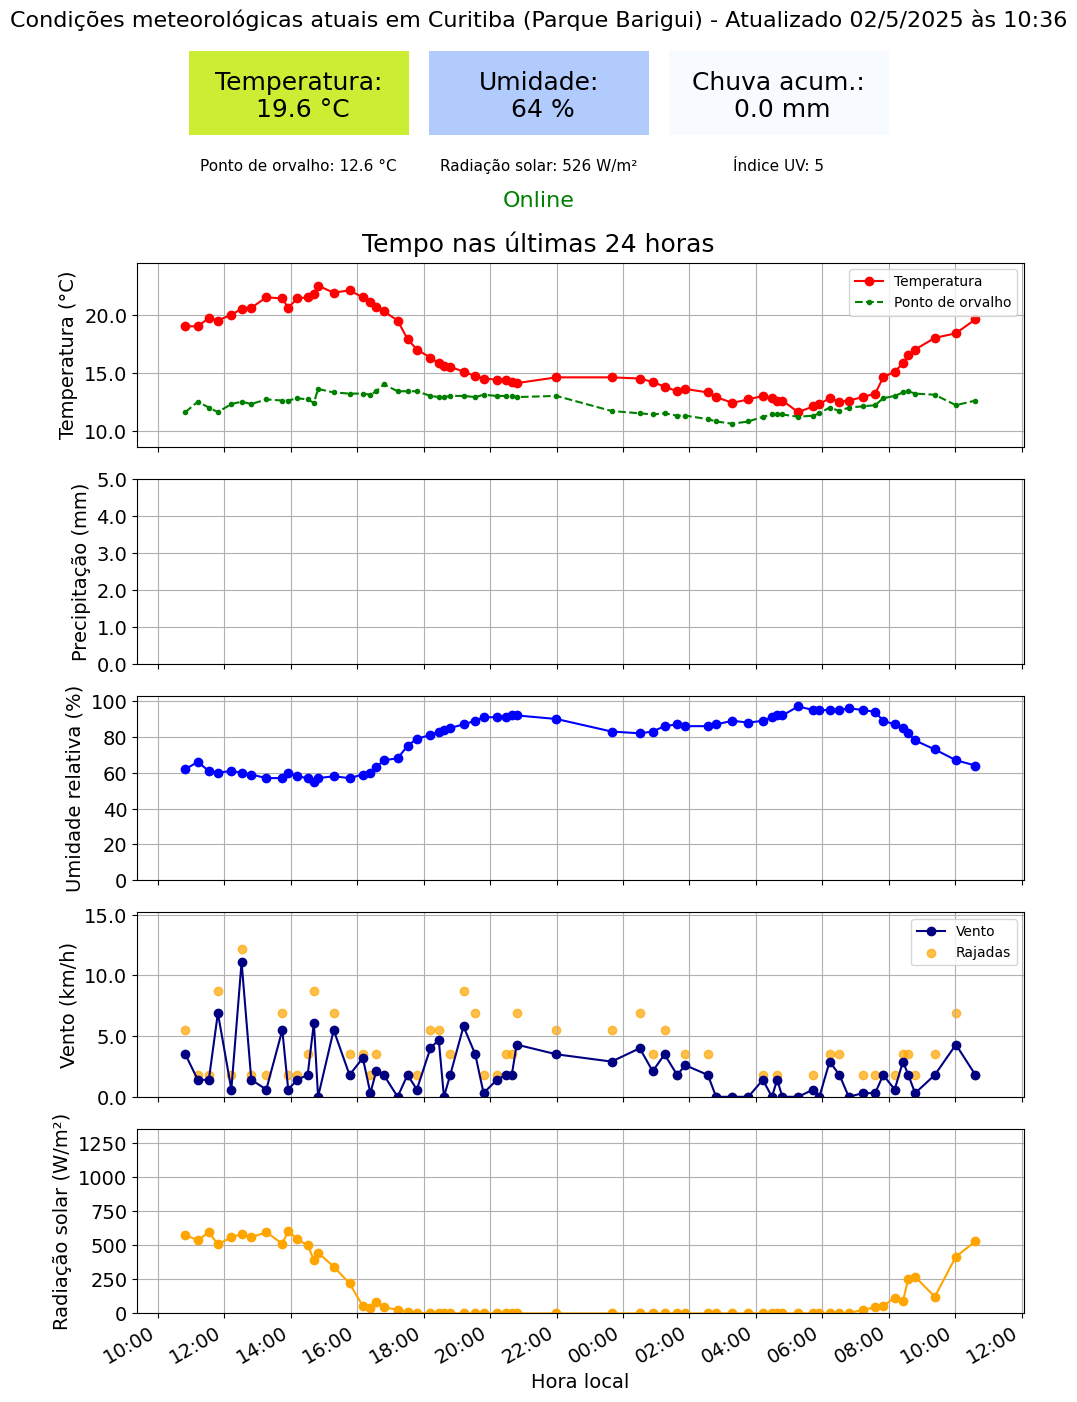 Condições meteorológicas atuais em Curitiba (Parque Barigui) - Atualizado 02/5/2025 às 10:36
Temperatura:
19.6 °C
Umidade:
64 %
Chuva acum.:
0.0 mm
Ponto de orvalho: 12.6 °C
Radiação solar: 526 W/m²
Índice UV: 5
Online
Tempo nas últimas 24 horas
Temperatura (°C)
20.0
15.0
10.0
Temperatura
Ponto de orvalho
Precipitação (mm)
5.0
4.0
3.0
2.0
1.0
0.0
Umidade relativa (%)
100
80
60
40
20
0
Vento (km/h)
15.0
10.0
5.0
0.0
Vento
Rajadas
Radiação solar (W/m²)
1250
1000
750
500
250
0
10:00
12:00
14:00
16:00
18:00
20:00
22:00
00:00
02:00
04:00
06:00
08:00
10:00
12:00
Hora local